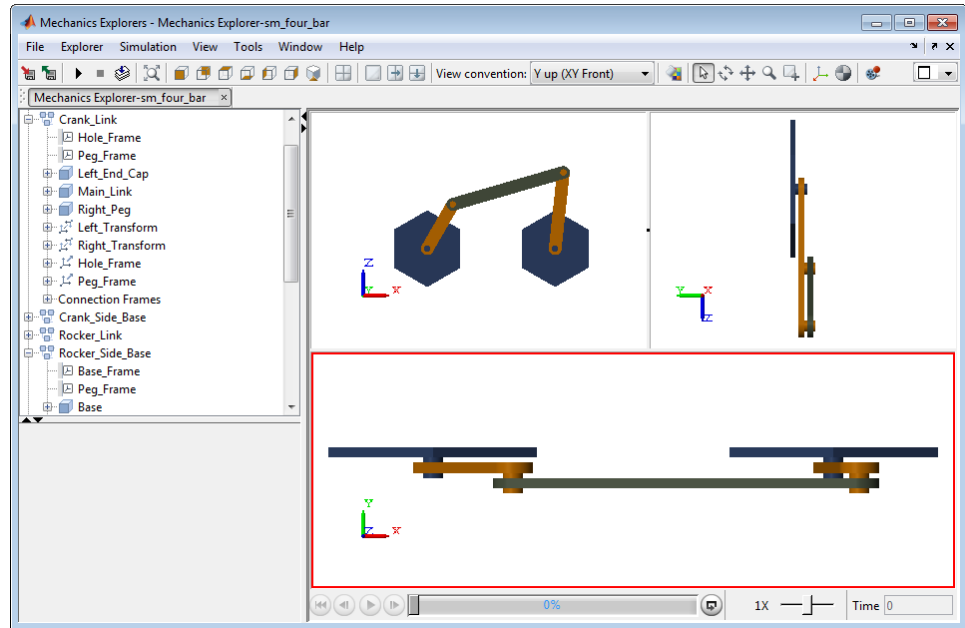 Mechanics Explorers - Mechanics Explorer-sm_four_bar
File Explorer Simulation View Tools Window Help
View convention: Y up (XY Front)
Mechanics Explorer-sm_four_bar ×
Crank_Link
Hole_Frame
Peg_Frame
Left_End_Cap
Main_Link
Right_Peg
Left_Transform
Right_Transform
Hole_Frame
Peg_Frame
Connection Frames
Crank_Side_Base
Rocker_Link
Rocker_Side_Base
Base_Frame
Peg_Frame
Base
Z
Y X
Y X
Z
Y
Z X
0%
1X
Time 0